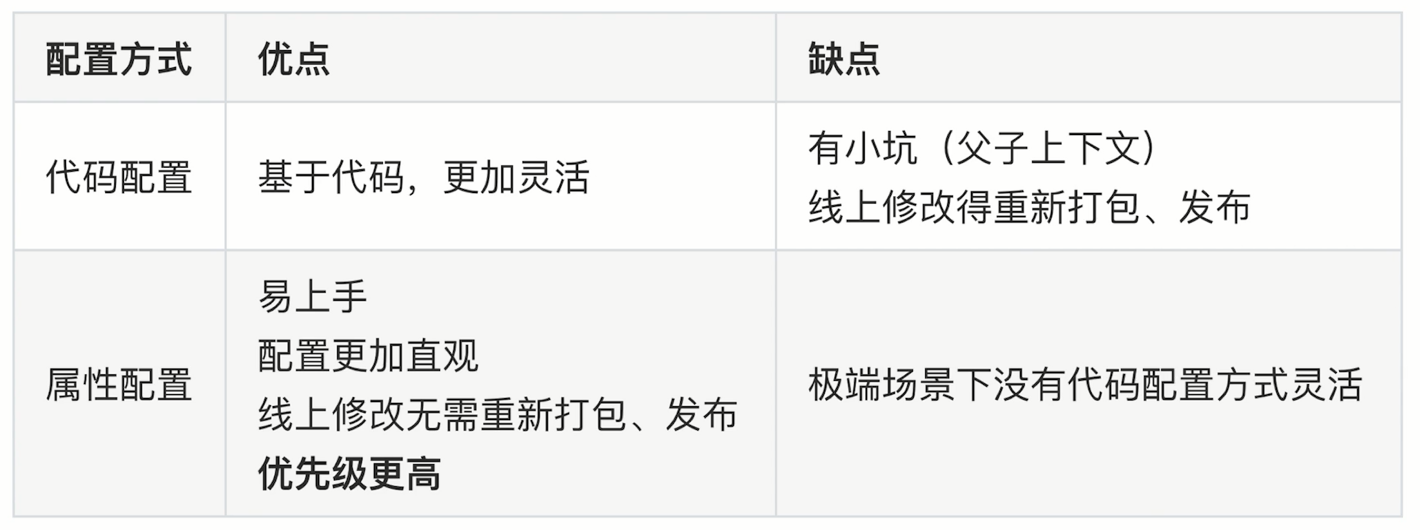 配置方式 优点 缺点
代码配置 基于代码，更加灵活 有小坑（父子上下文）
线上修改得重新打包、发布
属性配置 易上手
配置更加直观
线上修改无需重新打包、发布
优先级更高
极端场景下没有代码配置方式灵活